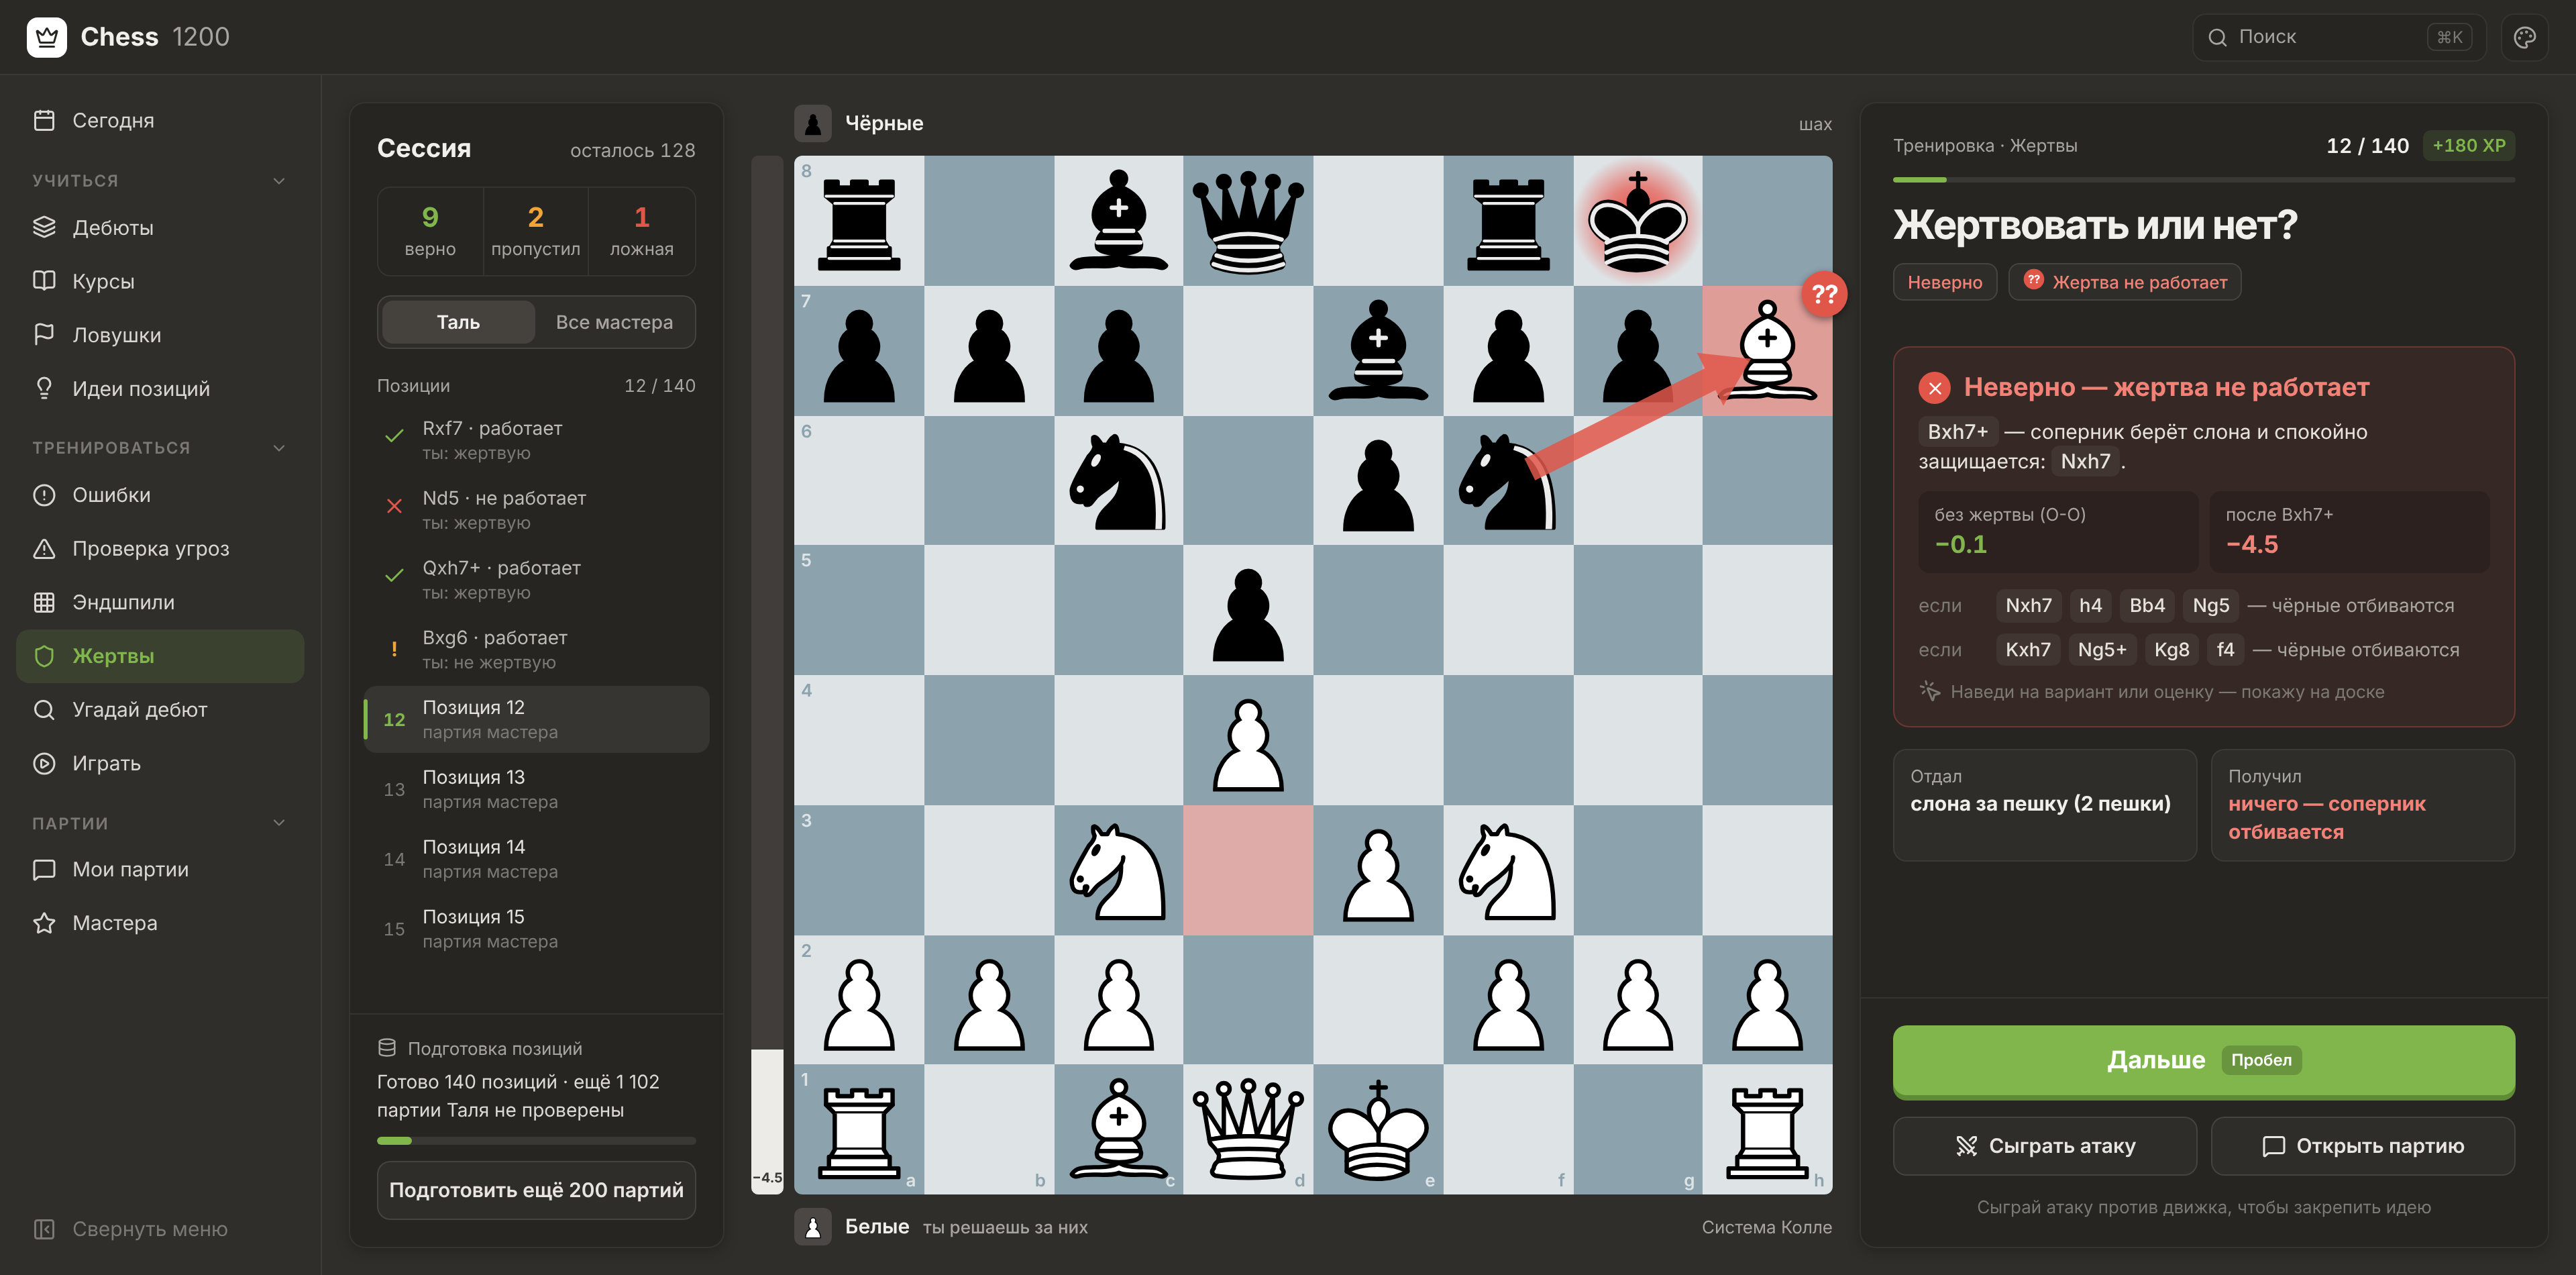 Chess 1200
Поиск ⌘K
Сегодня
УЧИТЬСЯ
Дебюты
Курсы
Ловушки
Идеи позиций
ТРЕНИРОВАТЬСЯ
Ошибки
Проверка угроз
Эндшпили
Жертвы
Угадай дебют
Играть
ПАРТИИ
Мои партии
Мастера
Свернуть меню
Сессия осталось 128
9 2 1
верно пропустил ложная
Таль Все мастера
Позиции 12 / 140
Rxf7 · работает
ты: жертвую
Nd5 · не работает
ты: жертвую
Qxh7+ · работает
ты: жертвую
! Bxg6 · работает
ты: не жертвую
12 Позиция 12
партия мастера
13 Позиция 13
партия мастера
14 Позиция 14
партия мастера
15 Позиция 15
партия мастера
Подготовка позиций
Готово 140 позиций · ещё 1 102
партии Таля не проверены
Подготовить ещё 200 партий
Чёрные шах
8
??
7
6
5
4
3
2
1
a b c d e f g h
−4.5
Белые ты решаешь за них Система Колле
Тренировка · Жертвы 12 / 140 +180 XP
Жертвовать или нет?
Неверно ?? Жертва не работает
Неверно — жертва не работает
Bxh7+ — соперник берёт слона и спокойно
защищается: Nxh7 .
без жертвы (O-O) после Bxh7+
−0.1 −4.5
если Nxh7 h4 Bb4 Ng5 — чёрные отбиваются
если Kxh7 Ng5+ Kg8 f4 — чёрные отбиваются
Наведи на вариант или оценку — покажу на доске
Отдал Получил
слона за пешку (2 пешки) ничего — соперник
отбивается
Дальше Пробел
Сыграть атаку Открыть партию
Сыграй атаку против движка, чтобы закрепить идею